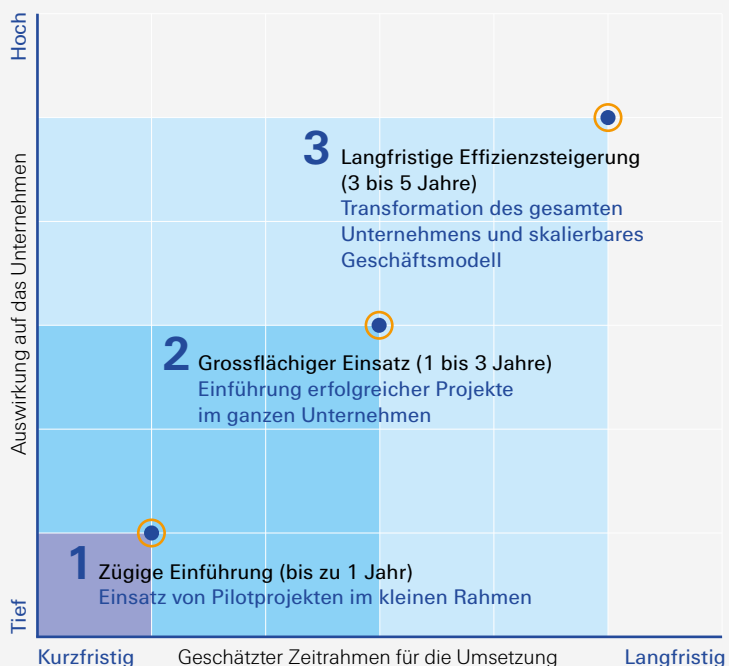 Hoch
Auswirkung auf das Unternehmen
Tief
3 Langfristige Effizienzsteigerung
(3 bis 5 Jahre)
Transformation des gesamten
Unternehmens und skalierbares
Geschäftsmodell
2 Grossflächiger Einsatz (1 bis 3 Jahre)
Einführung erfolgreicher Projekte
im ganzen Unternehmen
1 Zügige Einführung (bis zu 1 Jahr)
Einsatz von Pilotprojekten im kleinen Rahmen
Kurzfristig Geschätzter Zeitrahmen für die Umsetzung Langfristig